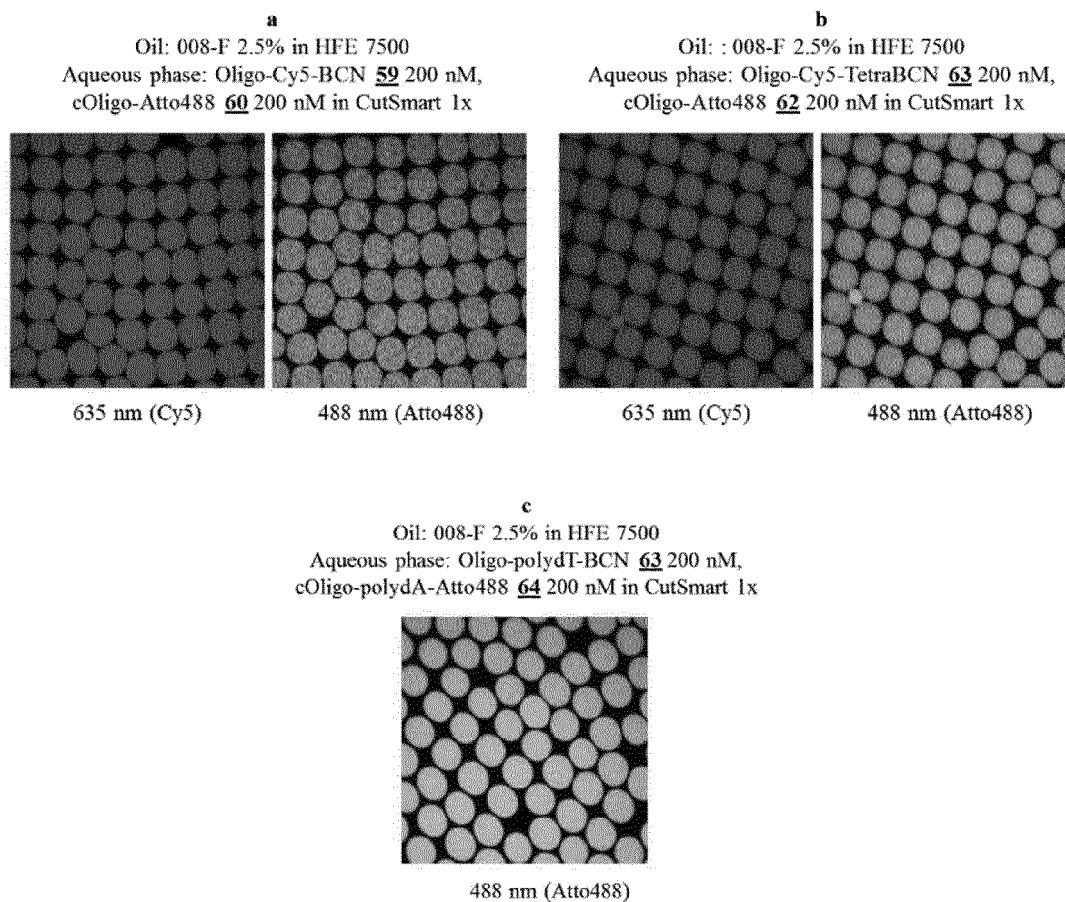 a
Oil: 008-F 2.5% in HFE 7500
Aqueous phase: Oligo-Cy5-BCN 59 200 nM,
cOligo-Atto488 60 200 nM in CutSmart 1x
635 nm (Cy5)
488 nm (Atto488)
b
Oil: : 008-F 2.5% in HFE 7500
Aqueous phase: Oligo-Cy5-TetraBCN 63 200 nM,
cOligo-Atto488 62 200 nM in CutSmart 1x
635 nm (Cy5)
488 nm (Atto488)
c
Oil: 008-F 2.5% in HFE 7500
Aqueous phase: Oligo-polydT-BCN 63 200 nM,
cOligo-polydA-Atto488 64 200 nM in CutSmart 1x
488 nm (Atto488)